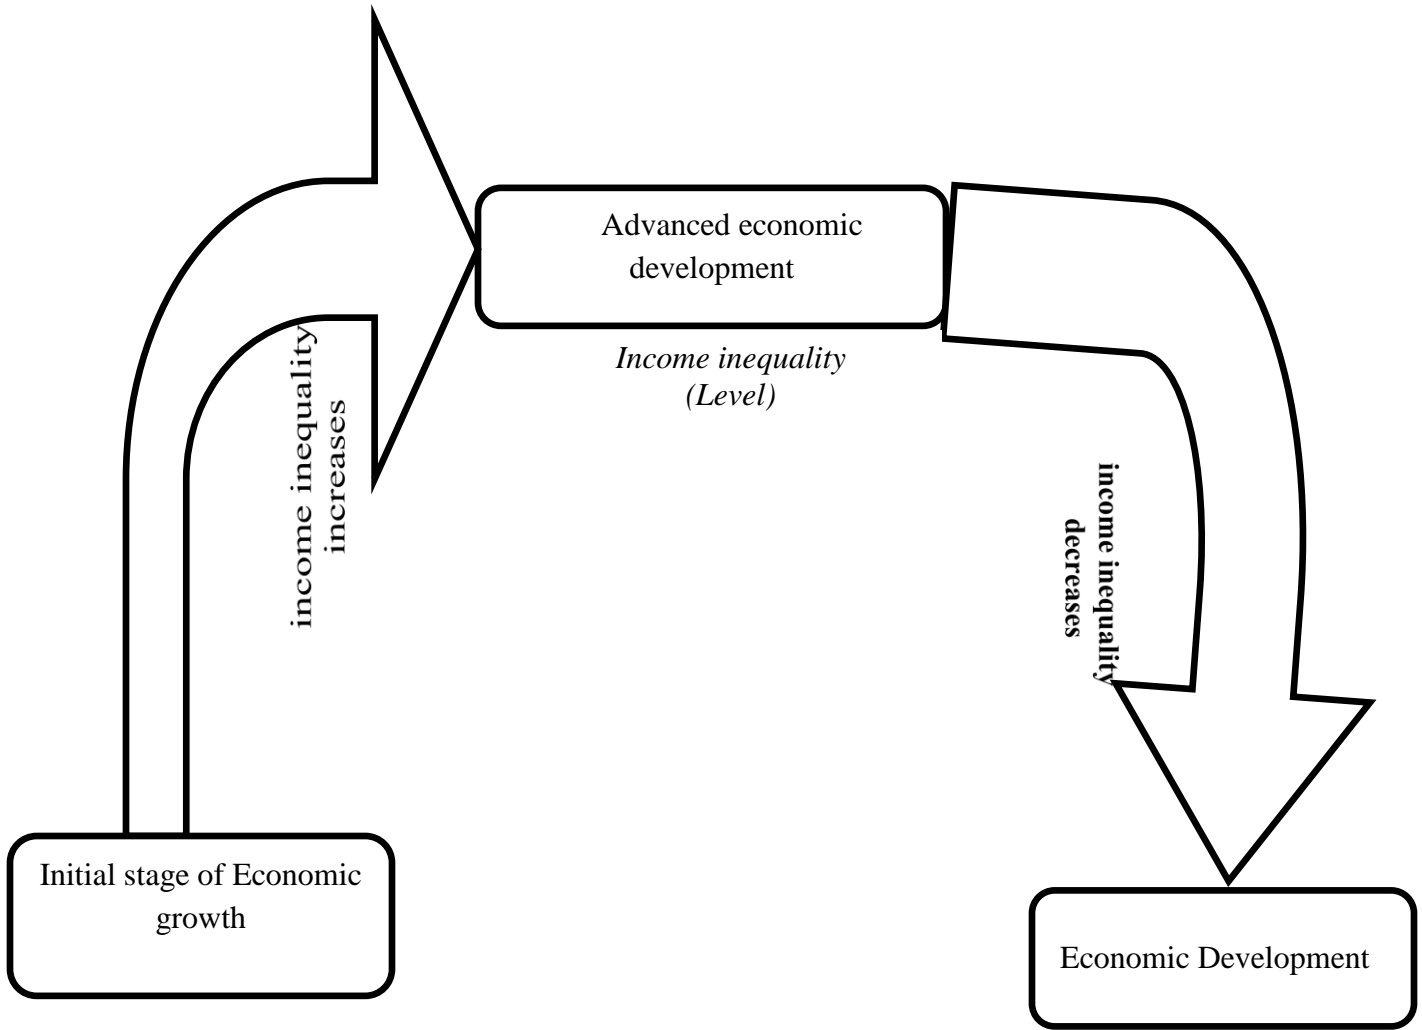 Advanced economic
development
Income inequality
(Level)
income inequality
increases
income inequality
decreases
Initial stage of Economic
growth
Economic Development